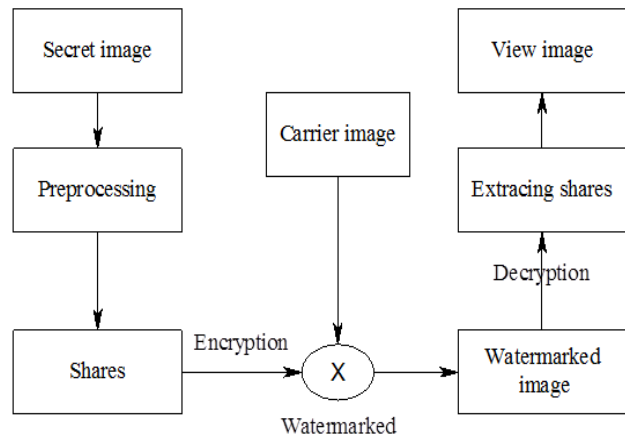 Secret image
View image
Carrier image
Preprocessing
Extracing shares
Decryption
Encryption
Shares
X
Watermarked
image
Watermarked